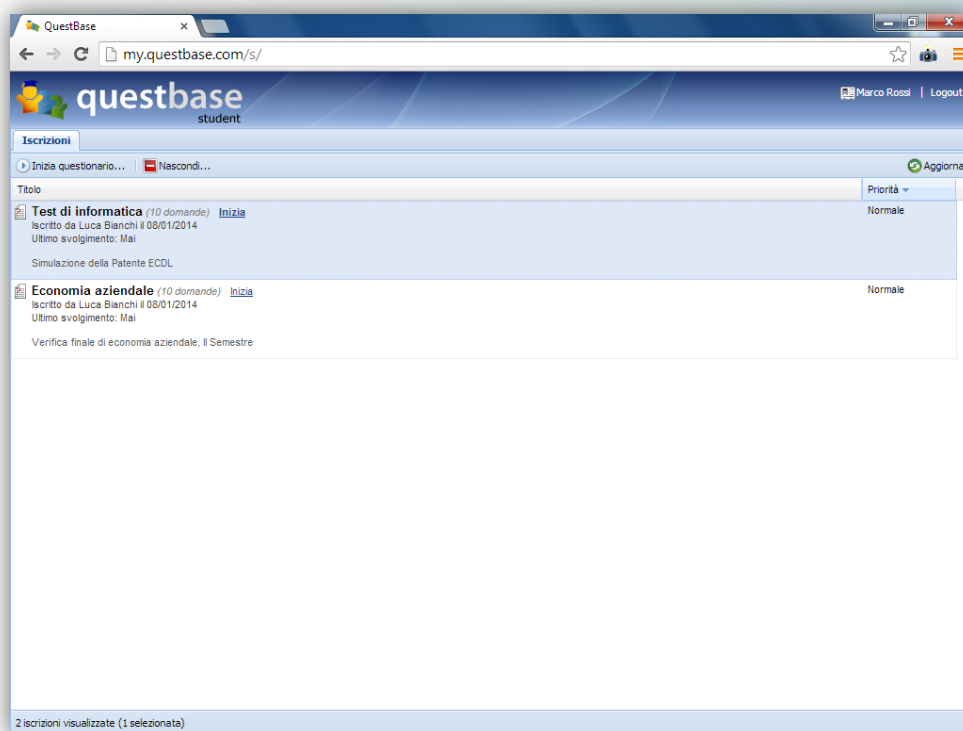 QuestBase
my.questbase.com/s/
questbase
student
Marco Rossi | Logout
Iscrizioni
Inizia questionario... Nascondi... Aggiorna
Titolo Priorità
Test di informatica (10 domande) Inizia Normale
Iscritto da Luca Bianchi il 08/01/2014
Ultimo svolgimento: Mai
Simulazione della Patente ECDL
Economia aziendale (10 domande) Inizia Normale
Iscritto da Luca Bianchi il 08/01/2014
Ultimo svolgimento: Mai
Verifica finale di economia aziendale, II Semestre
2 iscrizioni visualizzate (1 selezionata)